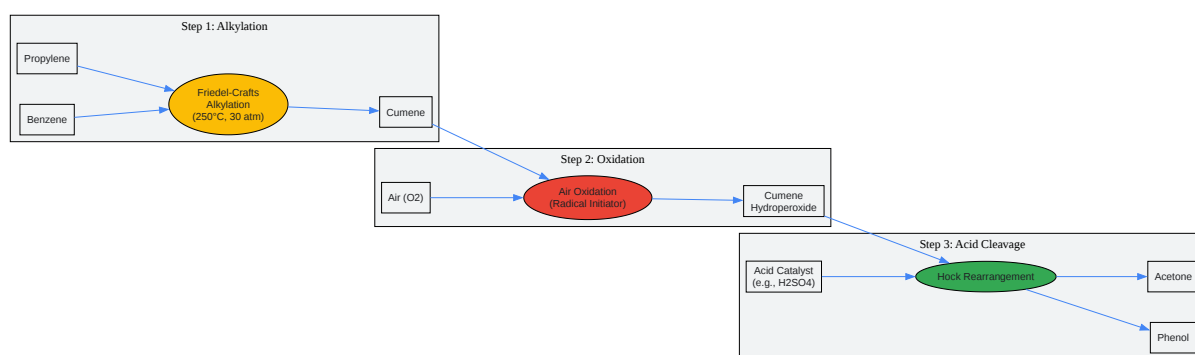 Step 1: Alkylation
Propylene
Benzene
Friedel-Crafts
Alkylation
(250°C, 30 atm)
Cumene
Step 2: Oxidation
Air (O2)
Air Oxidation
(Radical Initiator)
Cumene
Hydroperoxide
Step 3: Acid Cleavage
Acid Catalyst
(e.g., H2SO4)
Hock Rearrangement
Acetone
Phenol